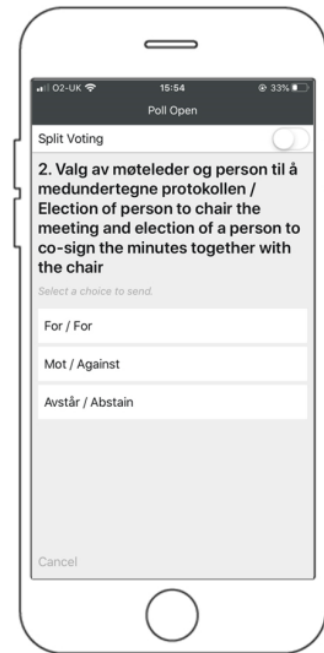 O2-UK 15:54 33%
Poll Open
Split Voting
2. Valg av møteleder og person til å
medundertegne protokollen /
Election of person to chair the
meeting and election of a person to
co-sign the minutes together with
the chair
Select a choice to send.
For / For
Mot / Against
Avstår / Abstain
Cancel